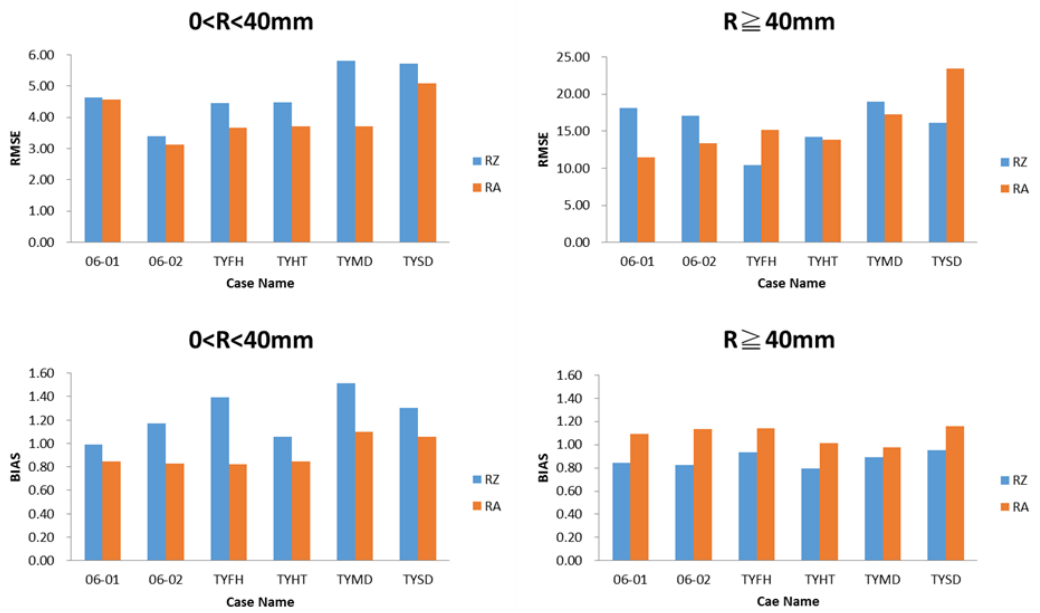 0<R<40mm
6.00
5.00
4.00
3.00
2.00
1.00
0.00
RMSE
06-01 06-02 TYFH TYHT TYMD TYSD
Case Name
RZ
RA
R≧40mm
25.00
20.00
15.00
10.00
5.00
0.00
RMSE
06-01 06-02 TYFH TYHT TYMD TYSD
Case Name
RZ
RA
0<R<40mm
1.60
1.40
1.20
1.00
0.80
0.60
0.40
0.20
0.00
BIAS
06-01 06-02 TYFH TYHT TYMD TYSD
Case Name
RZ
RA
R≧40mm
1.60
1.40
1.20
1.00
0.80
0.60
0.40
0.20
0.00
BIAS
06-01 06-02 TYFH TYHT TYMD TYSD
Cae Name
RZ
RA